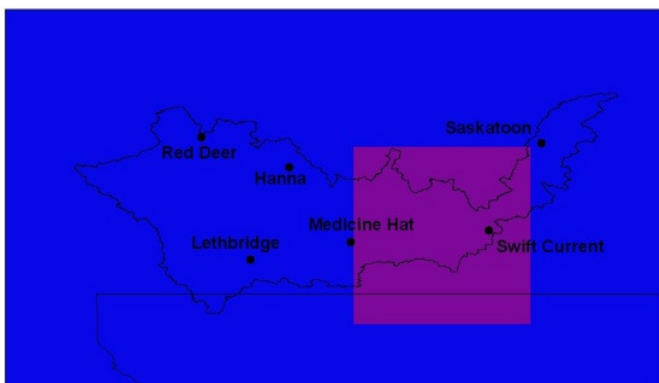 Saskatoon
Red Deer
Hanna
Medicine Hat
Lethbridge
Swift Current